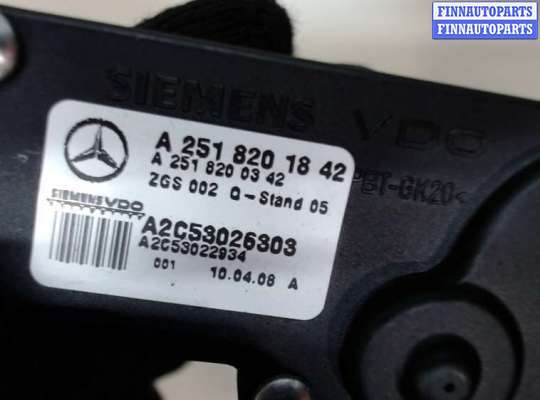 FINNAUTOPARTS
FINNAUTOPARTS
SIEMENS VDO
A 251 820 18 42
A 251 820 03 42
ZGS 002 Q-Stand 05
>PBT-GK20<
SIEMENS VDO
A2C53026303
A2C53022934
001 10.04.08 A